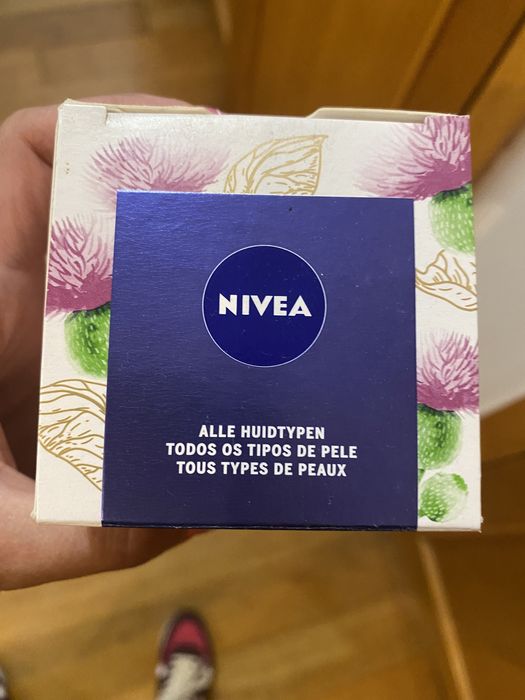 NIVEA
ALLE HUIDTYPEN
TODOS OS TIPOS DE PELE
TOUS TYPES DE PEAUX